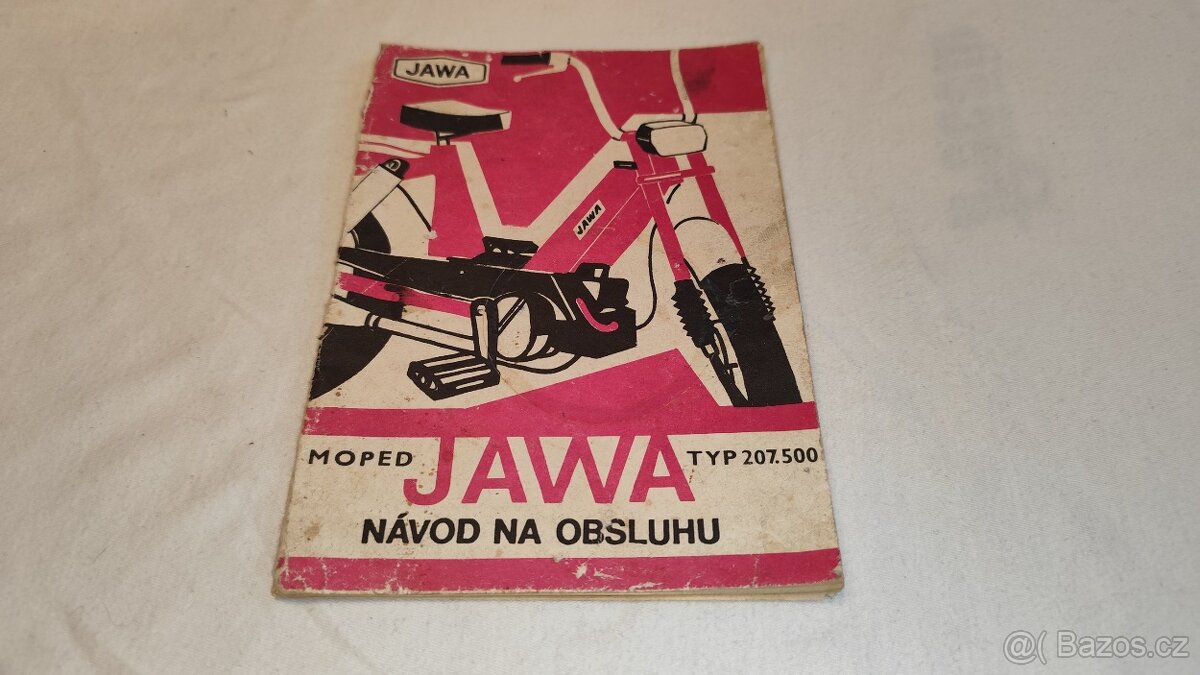 JAWA
JAWA
MOPED JAWA TYP 207.500
NÁVOD NA OBSLUHU
@( Bazos.cz